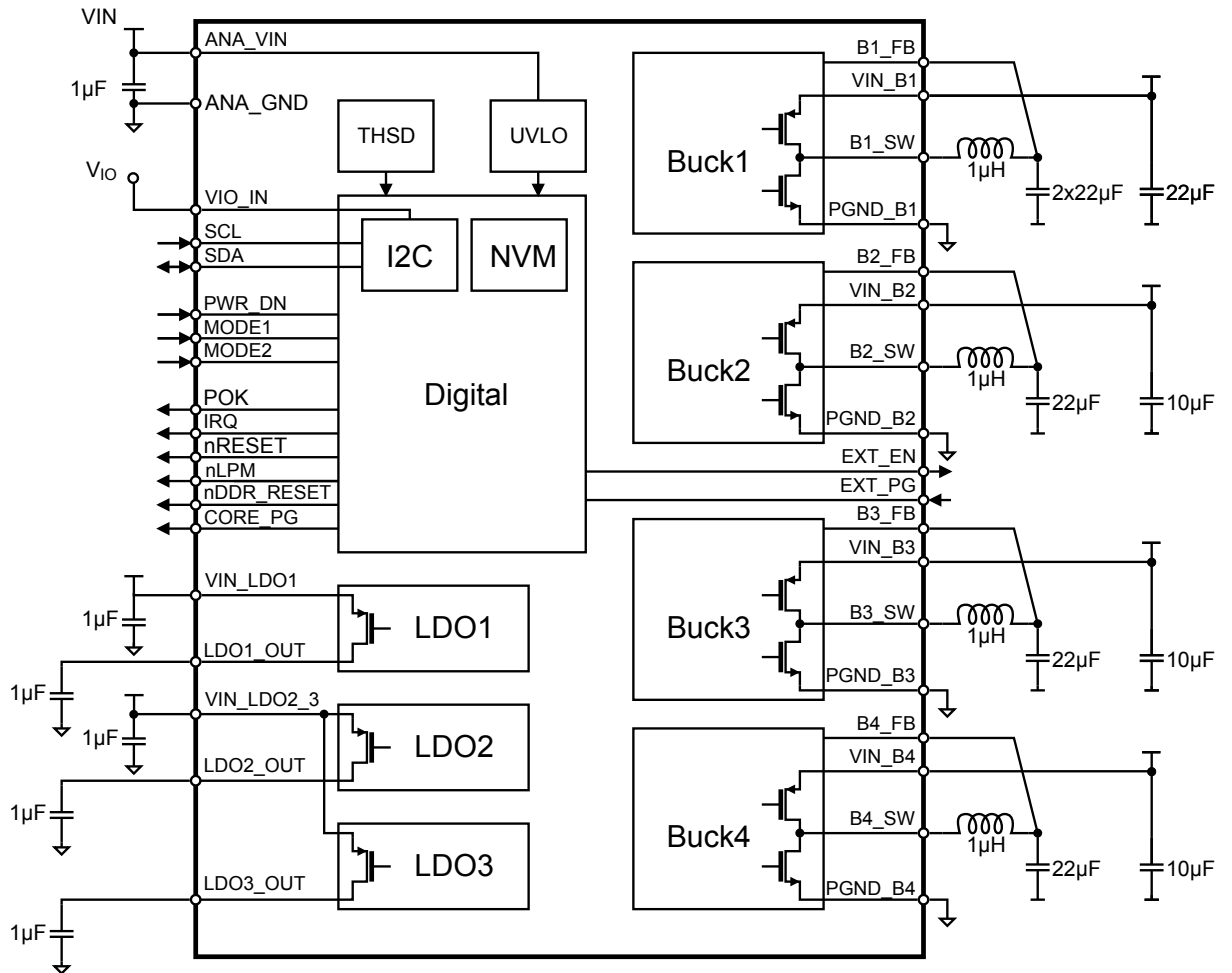 VIN
1µF
ANA_VIN
ANA_GND
THSD
UVLO
VIO
VIO_IN
SCL
SDA
I2C
NVM
PWR_DN
MODE1
MODE2
Digital
POK
IRQ
nRESET
nLPM
nDDR_RESET
CORE_PG
EXT_EN
EXT_PG
VIN_LDO1
1µF
LDO1
LDO1_OUT
1µF
VIN_LDO2_3
1µF
LDO2
LDO2_OUT
1µF
LDO3
LDO3_OUT
1µF
Buck1
B1_FB
VIN_B1
B1_SW
1µH
PGND_B1
2x22µF
22µF
Buck2
B2_FB
VIN_B2
B2_SW
1µH
PGND_B2
22µF
10µF
Buck3
B3_FB
VIN_B3
B3_SW
1µH
PGND_B3
22µF
10µF
Buck4
B4_FB
VIN_B4
B4_SW
1µH
PGND_B4
22µF
10µF